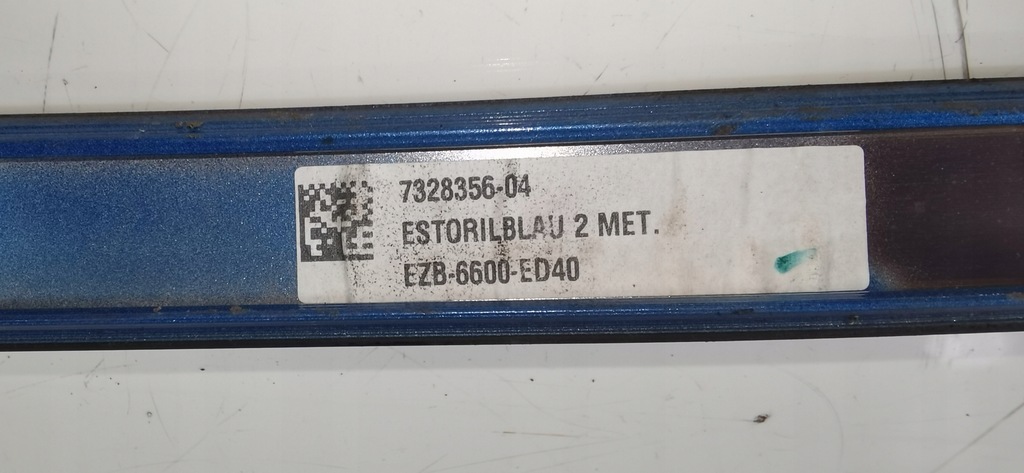 7328356-04
ESTORILBLAU 2 MET.
EZB-6600-ED40